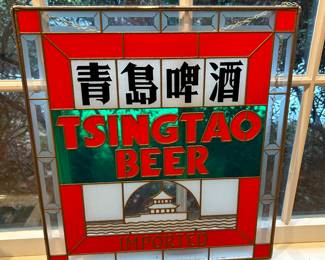 青島啤酒
TSINGTAO
BEER
IMPORTED